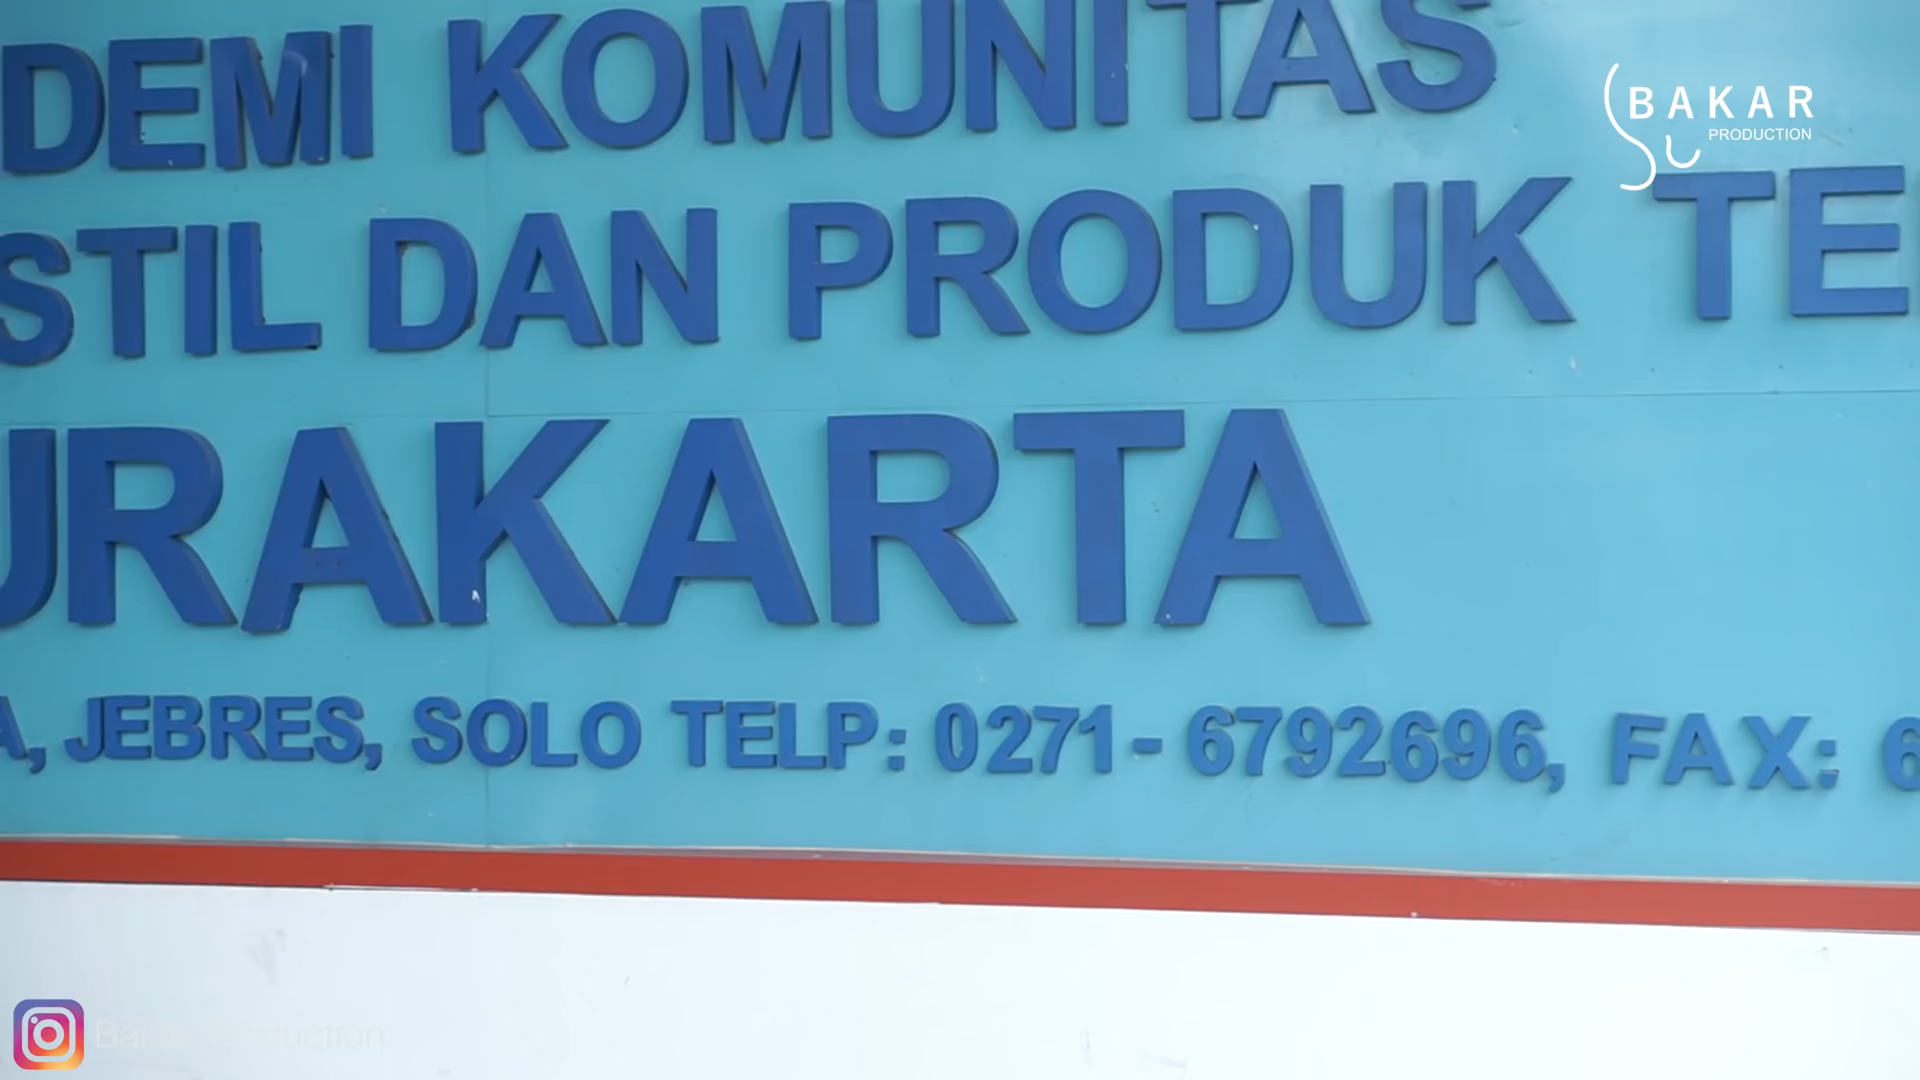 DEMI KOMUNITAS
STIL DAN PRODUK TE
URAKARTA
A, JEBRES, SOLO TELP: 0271- 6792696, FAX: 6
BAKAR
PRODUCTION